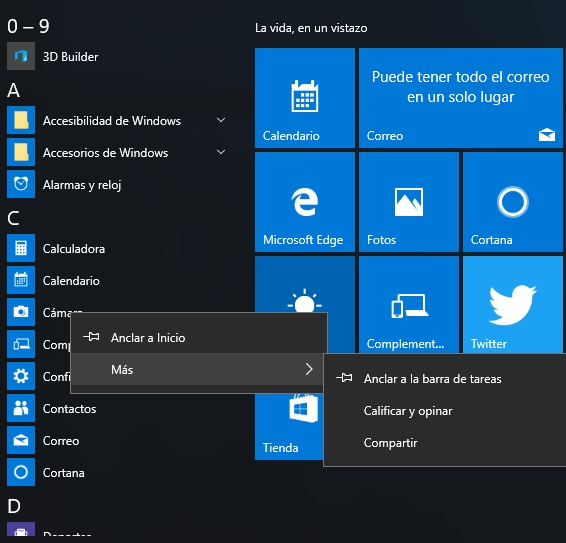 0 – 9
3D Builder
A
Accesibilidad de Windows
Accesorios de Windows
Alarmas y reloj
C
Calculadora
Calendario
Cámara
Contactos
Correo
Cortana
D
Deportes
La vida, en un vistazo
Calendario
Puede tener todo el correo
en un solo lugar
Correo
Microsoft Edge
Fotos
Cortana
Complement...
Twitter
Tienda
Anclar a Inicio
Más
Anclar a la barra de tareas
Calificar y opinar
Compartir